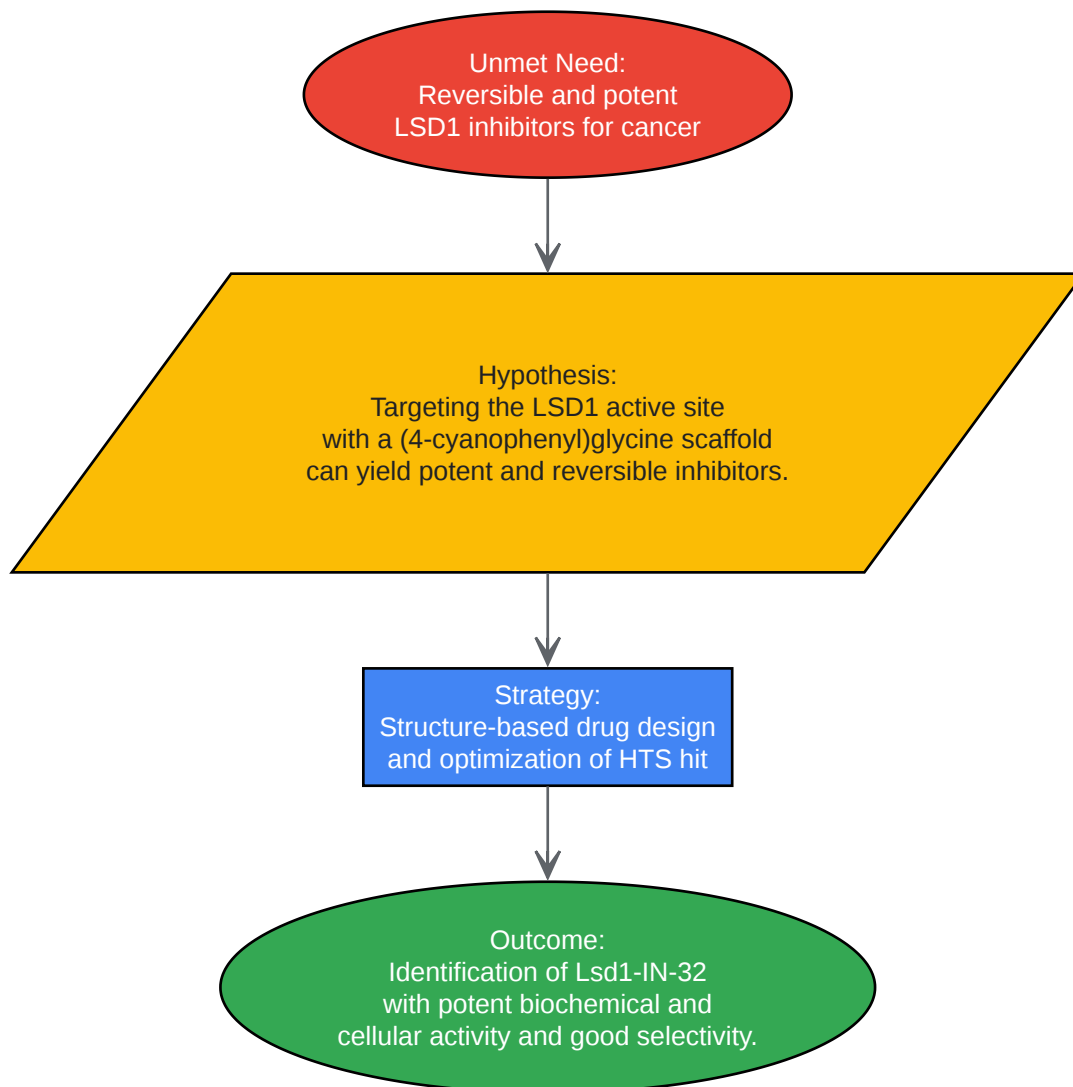 Unmet Need:
Reversible and potent
LSD1 inhibitors for cancer
Hypothesis:
Targeting the LSD1 active site
with a (4-cyanophenyl)glycine scaffold
can yield potent and reversible inhibitors.
Strategy:
Structure-based drug design
and optimization of HTS hit
Outcome:
Identification of Lsd1-IN-32
with potent biochemical and
cellular activity and good selectivity.